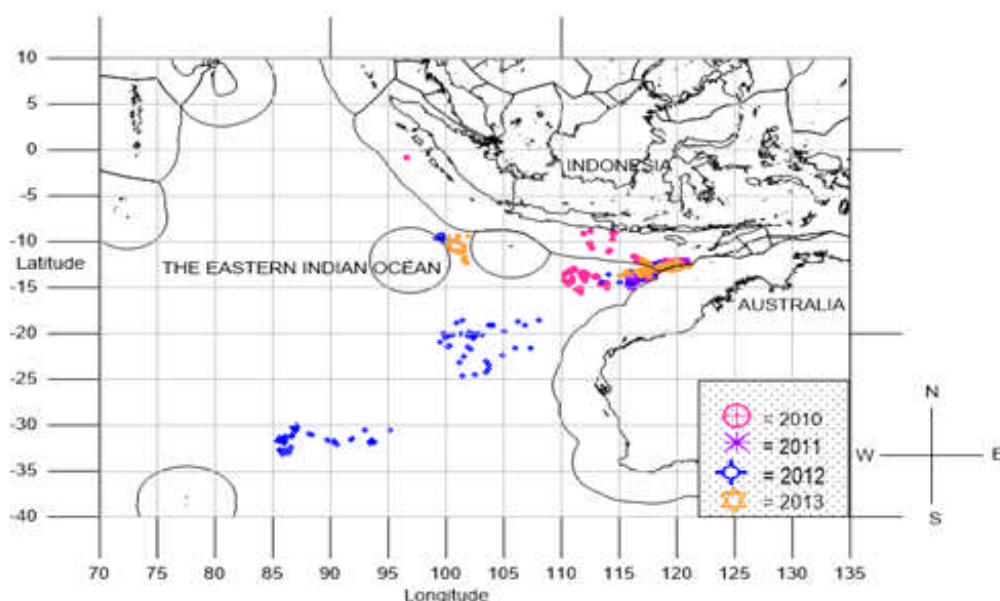 10
5
0
-5
-10
Latitude
-15
-20
-25
-30
-35
-40
70 75 80 85 90 95 100 105 110 115 120 125 130 135
Longitude
INDONESIA
THE EASTERN INDIAN OCEAN
AUSTRALIA
= 2010
= 2011
= 2012
= 2013
N
W E
S